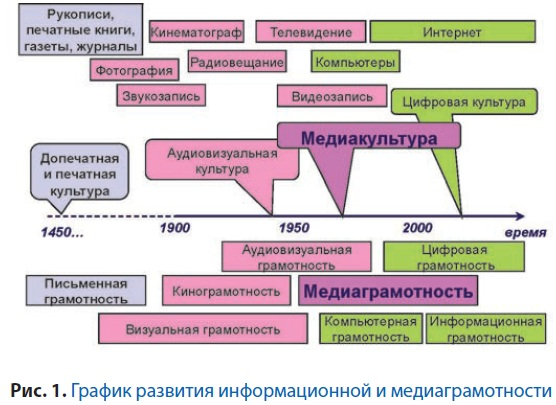 Рукописи,
печатные книги,
газеты, журналы
Кинематограф
Телевидение
Интернет
Фотография
Радиовещание
Компьютеры
Звукозапись
Видеозапись
Цифровая культура
Допечатная
и печатная
культура
Аудиовизуальная
культура
Медиакультура
1450...
1900
1950
2000
время
Аудиовизуальная
грамотность
Цифровая
грамотность
Письменная
грамотность
Кинограмотность
Медиаграмотность
Визуальная грамотность
Компьютерная
грамотность
Информационная
грамотность
Рис. 1. График развития информационной и медиаграмотности